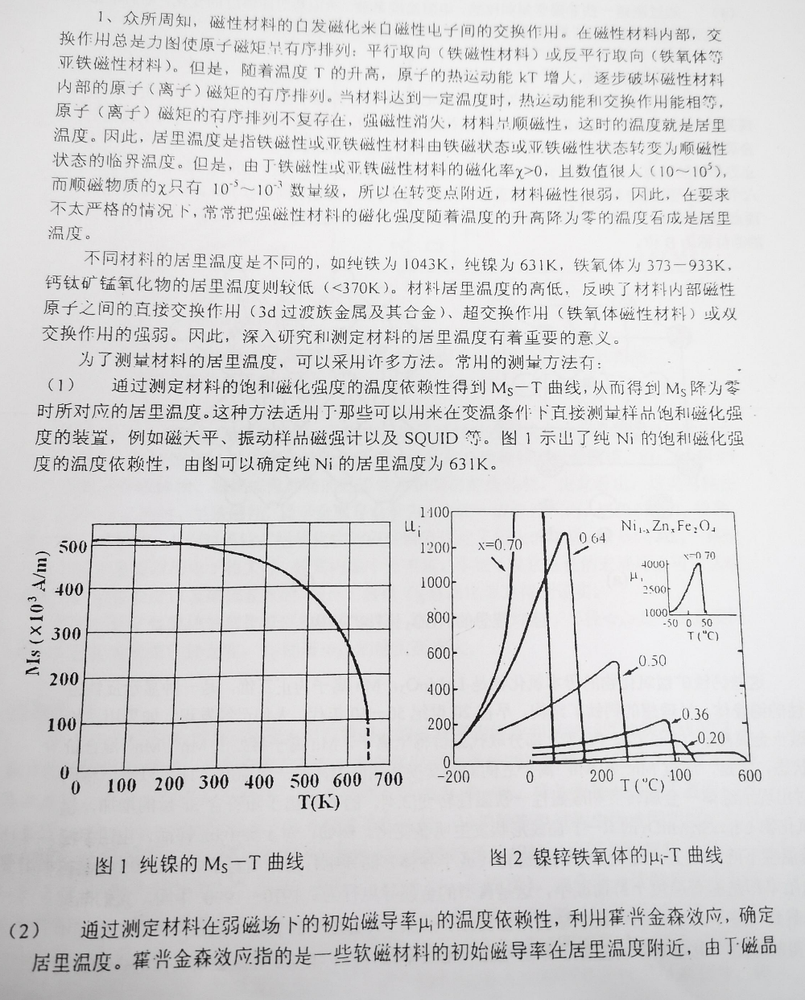 1、众所周知，磁性材料的自发磁化来自磁性电子间的交换作用。在磁性材料内部，交
换作用总是力图使原子磁矩呈有序排列：平行取向（铁磁性材料）或反平行取向（铁氧体等
亚铁磁性材料）。但是，随着温度 T 的升高，原子的热运动能 kT 增大，逐步破坏磁性材料
内部的原子（离子）磁矩的有序排列。当材料达到一定温度时，热运动能和交换作用能相等，
原子（离子）磁矩的有序排列不复存在，强磁性消失，材料呈顺磁性，这时的温度就是居里
温度。因此，居里温度是指铁磁性或亚铁磁性材料由铁磁状态或亚铁磁性状态转变为顺磁性
状态的临界温度。但是，由于铁磁性或亚铁磁性材料的磁化率χ>0，且数值很大（10～10⁵），
而顺磁物质的χ只有 10⁻⁵～10⁻³ 数量级，所以在转变点附近，材料磁性很弱，因此，在要求
不太严格的情况下，常常把强磁性材料的磁化强度随着温度的升高降为零的温度看成是居里
温度。
不同材料的居里温度是不同的，如纯铁为 1043K，纯镍为 631K，铁氧体为 373－933K，
钙钛矿锰氧化物的居里温度则较低（<370K）。材料居里温度的高低，反映了材料内部磁性
原子之间的直接交换作用（3d 过渡族金属及其合金）、超交换作用（铁氧体磁性材料）或双
交换作用的强弱。因此，深入研究和测定材料的居里温度有着重要的意义。
为了测量材料的居里温度，可以采用许多方法。常用的测量方法有：
（1） 通过测定材料的饱和磁化强度的温度依赖性得到 Ms－T 曲线，从而得到 Ms 降为零
时所对应的居里温度。这种方法适用于那些可以用来在变温条件下直接测量样品饱和磁化强
度的装置，例如磁天平、振动样品磁强计以及 SQUID 等。图 1 示出了纯 Ni 的饱和磁化强
度的温度依赖性，由图可以确定纯 Ni 的居里温度为 631K。
Ms (×10³ A/m)
500
400
300
200
100
0
0 100 200 300 400 500 600 700
T(K)
μi
1400
1200
1000
800
600
400
200
0
-200 0 200 400 600
T (℃)
x=0.70
0.64
0.50
0.36
0.20
Ni₁₋ₓZnₓFe₂O₄
x=0.70
μi
4000
2500
1000
-50 0 50
T (℃)
图 1 纯镍的 Ms－T 曲线
图 2 镍锌铁氧体的μi-T 曲线
（2） 通过测定材料在弱磁场下的初始磁导率μi 的温度依赖性，利用霍普金森效应，确定
居里温度。霍普金森效应指的是一些软磁材料的初始磁导率在居里温度附近，由于磁晶